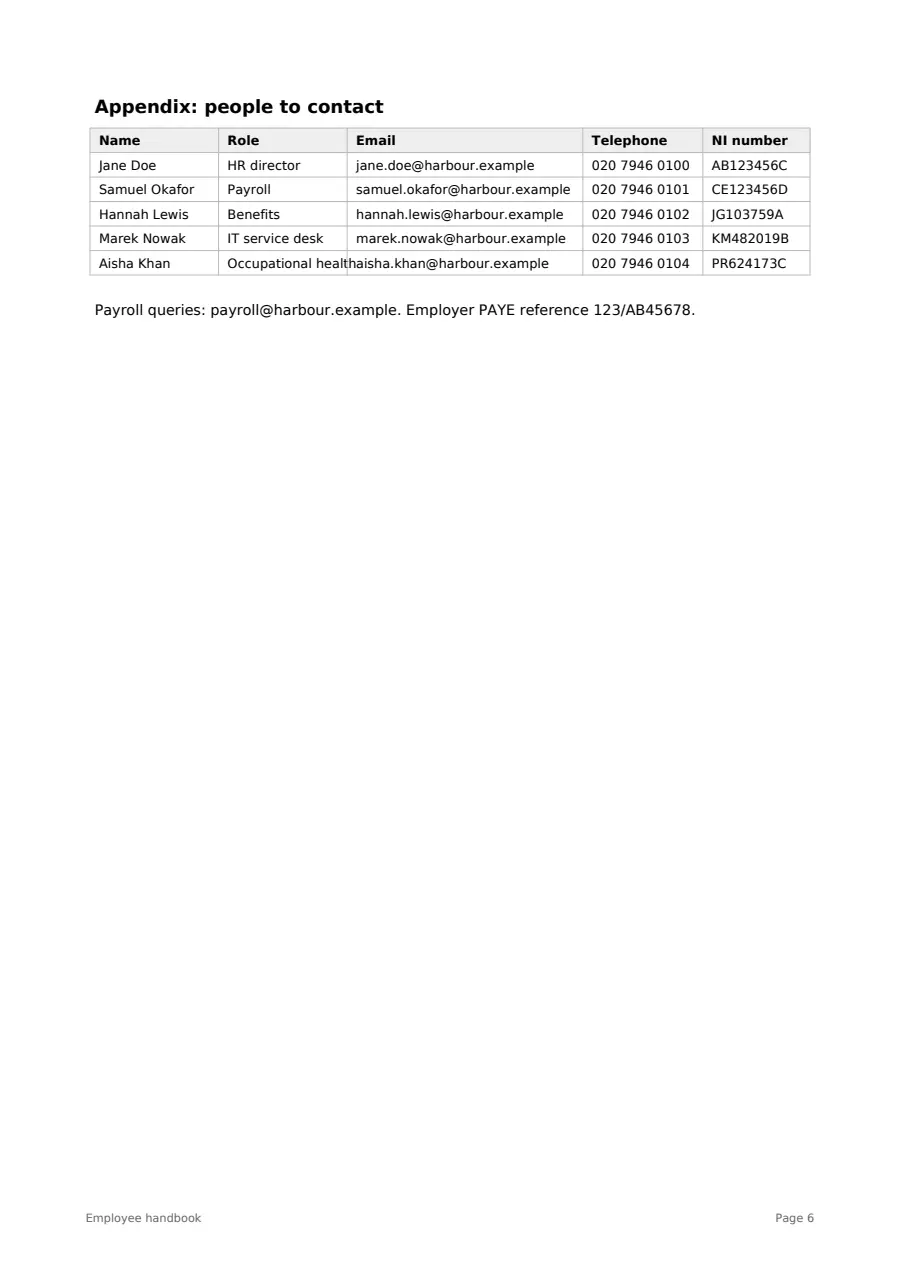 Appendix: people to contact
Name Role Email Telephone NI number
Jane Doe HR director jane.doe@harbour.example 020 7946 0100 AB123456C
Samuel Okafor Payroll samuel.okafor@harbour.example 020 7946 0101 CE123456D
Hannah Lewis Benefits hannah.lewis@harbour.example 020 7946 0102 JG103759A
Marek Nowak IT service desk marek.nowak@harbour.example 020 7946 0103 KM482019B
Aisha Khan Occupational health aisha.khan@harbour.example 020 7946 0104 PR624173C
Payroll queries: payroll@harbour.example. Employer PAYE reference 123/AB45678.
Employee handbook Page 6